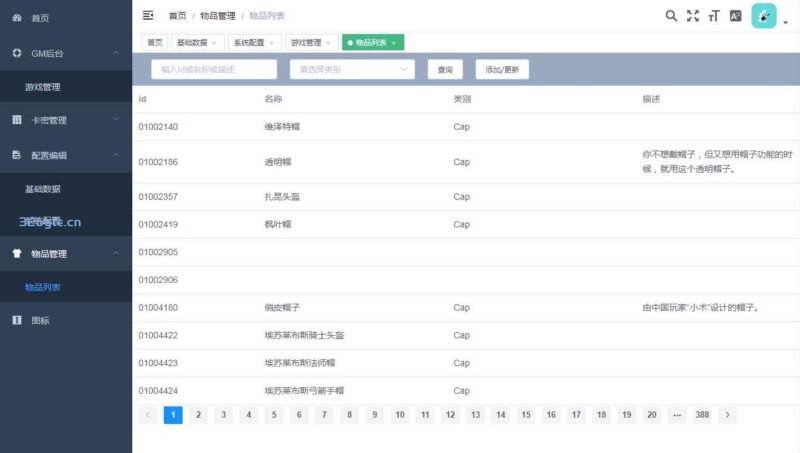 首页
GM后台
游戏管理
卡密管理
配置编辑
基础数据
物品管理
物品列表
图标
首页 / 物品管理 / 物品列表
首页 基础数据 × 系统配置 × 游戏管理 × 物品列表 ×
输入id或名称或描述 请选择类别 查询 添加/更新
Id 名称 类别 描述
01002140 维泽特帽 Cap
01002186 透明帽 Cap 你不想戴帽子，但又想用帽子功能的时
候，就用这个透明帽子。
01002357 扎昆头盔 Cap
01002419 枫叶帽 Cap
01002905
01002906
01004180 俏皮帽子 Cap 由中国玩家“小术”设计的帽子。
01004422 埃苏莱布斯骑士头盔 Cap
01004423 埃苏莱布斯法师帽 Cap
01004424 埃苏莱布斯弓箭手帽 Cap
1 2 3 4 5 6 7 8 9 10 11 12 13 14 15 16 17 18 19 20 ••• 388